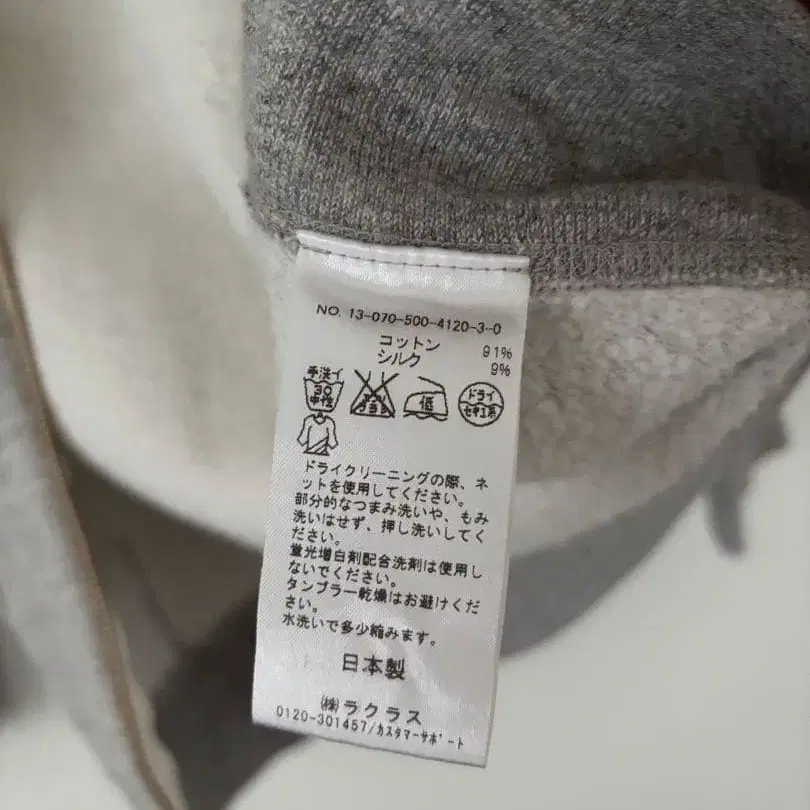 NO. 13-070-500-4120-3-0
コットン 91%
シルク 9%
手洗イ
30
中性
エンソサラシ
低
ドライ
セキユ系
ドライクリーニングの際、ネ
ットを使用してください。
部分的なつまみ洗いや、もみ
洗いはせず、押し洗いしてく
ださい。
蛍光増白剤配合洗剤は使用し
ないでください。
タンブラー乾燥はお避けくだ
さい。
水洗いで多少縮みます。
日本製
㈱ラクラス
0120-301457/カスタマーサポート